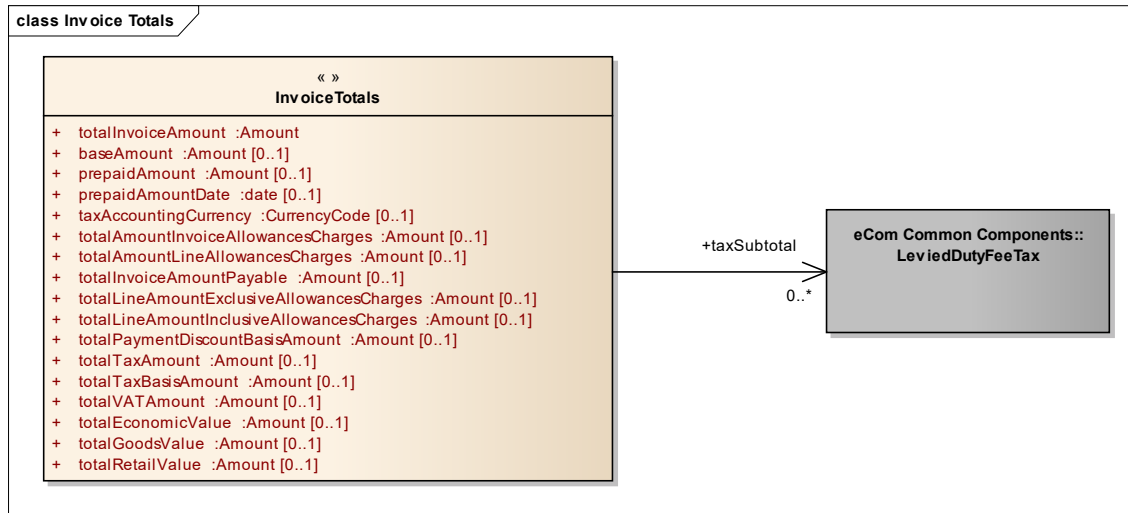 class Invoice Totals
« »
InvoiceTotals
+ totalInvoiceAmount :Amount
+ baseAmount :Amount [0..1]
+ prepaidAmount :Amount [0..1]
+ prepaidAmountDate :date [0..1]
+ taxAccountingCurrency :CurrencyCode [0..1]
+ totalAmountInvoiceAllowancesCharges :Amount [0..1]
+ totalAmountLineAllowancesCharges :Amount [0..1]
+ totalInvoiceAmountPayable :Amount [0..1]
+ totalLineAmountExclusiveAllowancesCharges :Amount [0..1]
+ totalLineAmountInclusiveAllowancesCharges :Amount [0..1]
+ totalPaymentDiscountBasisAmount :Amount [0..1]
+ totalTaxAmount :Amount [0..1]
+ totalTaxBasisAmount :Amount [0..1]
+ totalVATAmount :Amount [0..1]
+ totalEconomicValue :Amount [0..1]
+ totalGoodsValue :Amount [0..1]
+ totalRetailValue :Amount [0..1]
+taxSubtotal
0..*
eCom Common Components::
LeviedDutyFeeTax